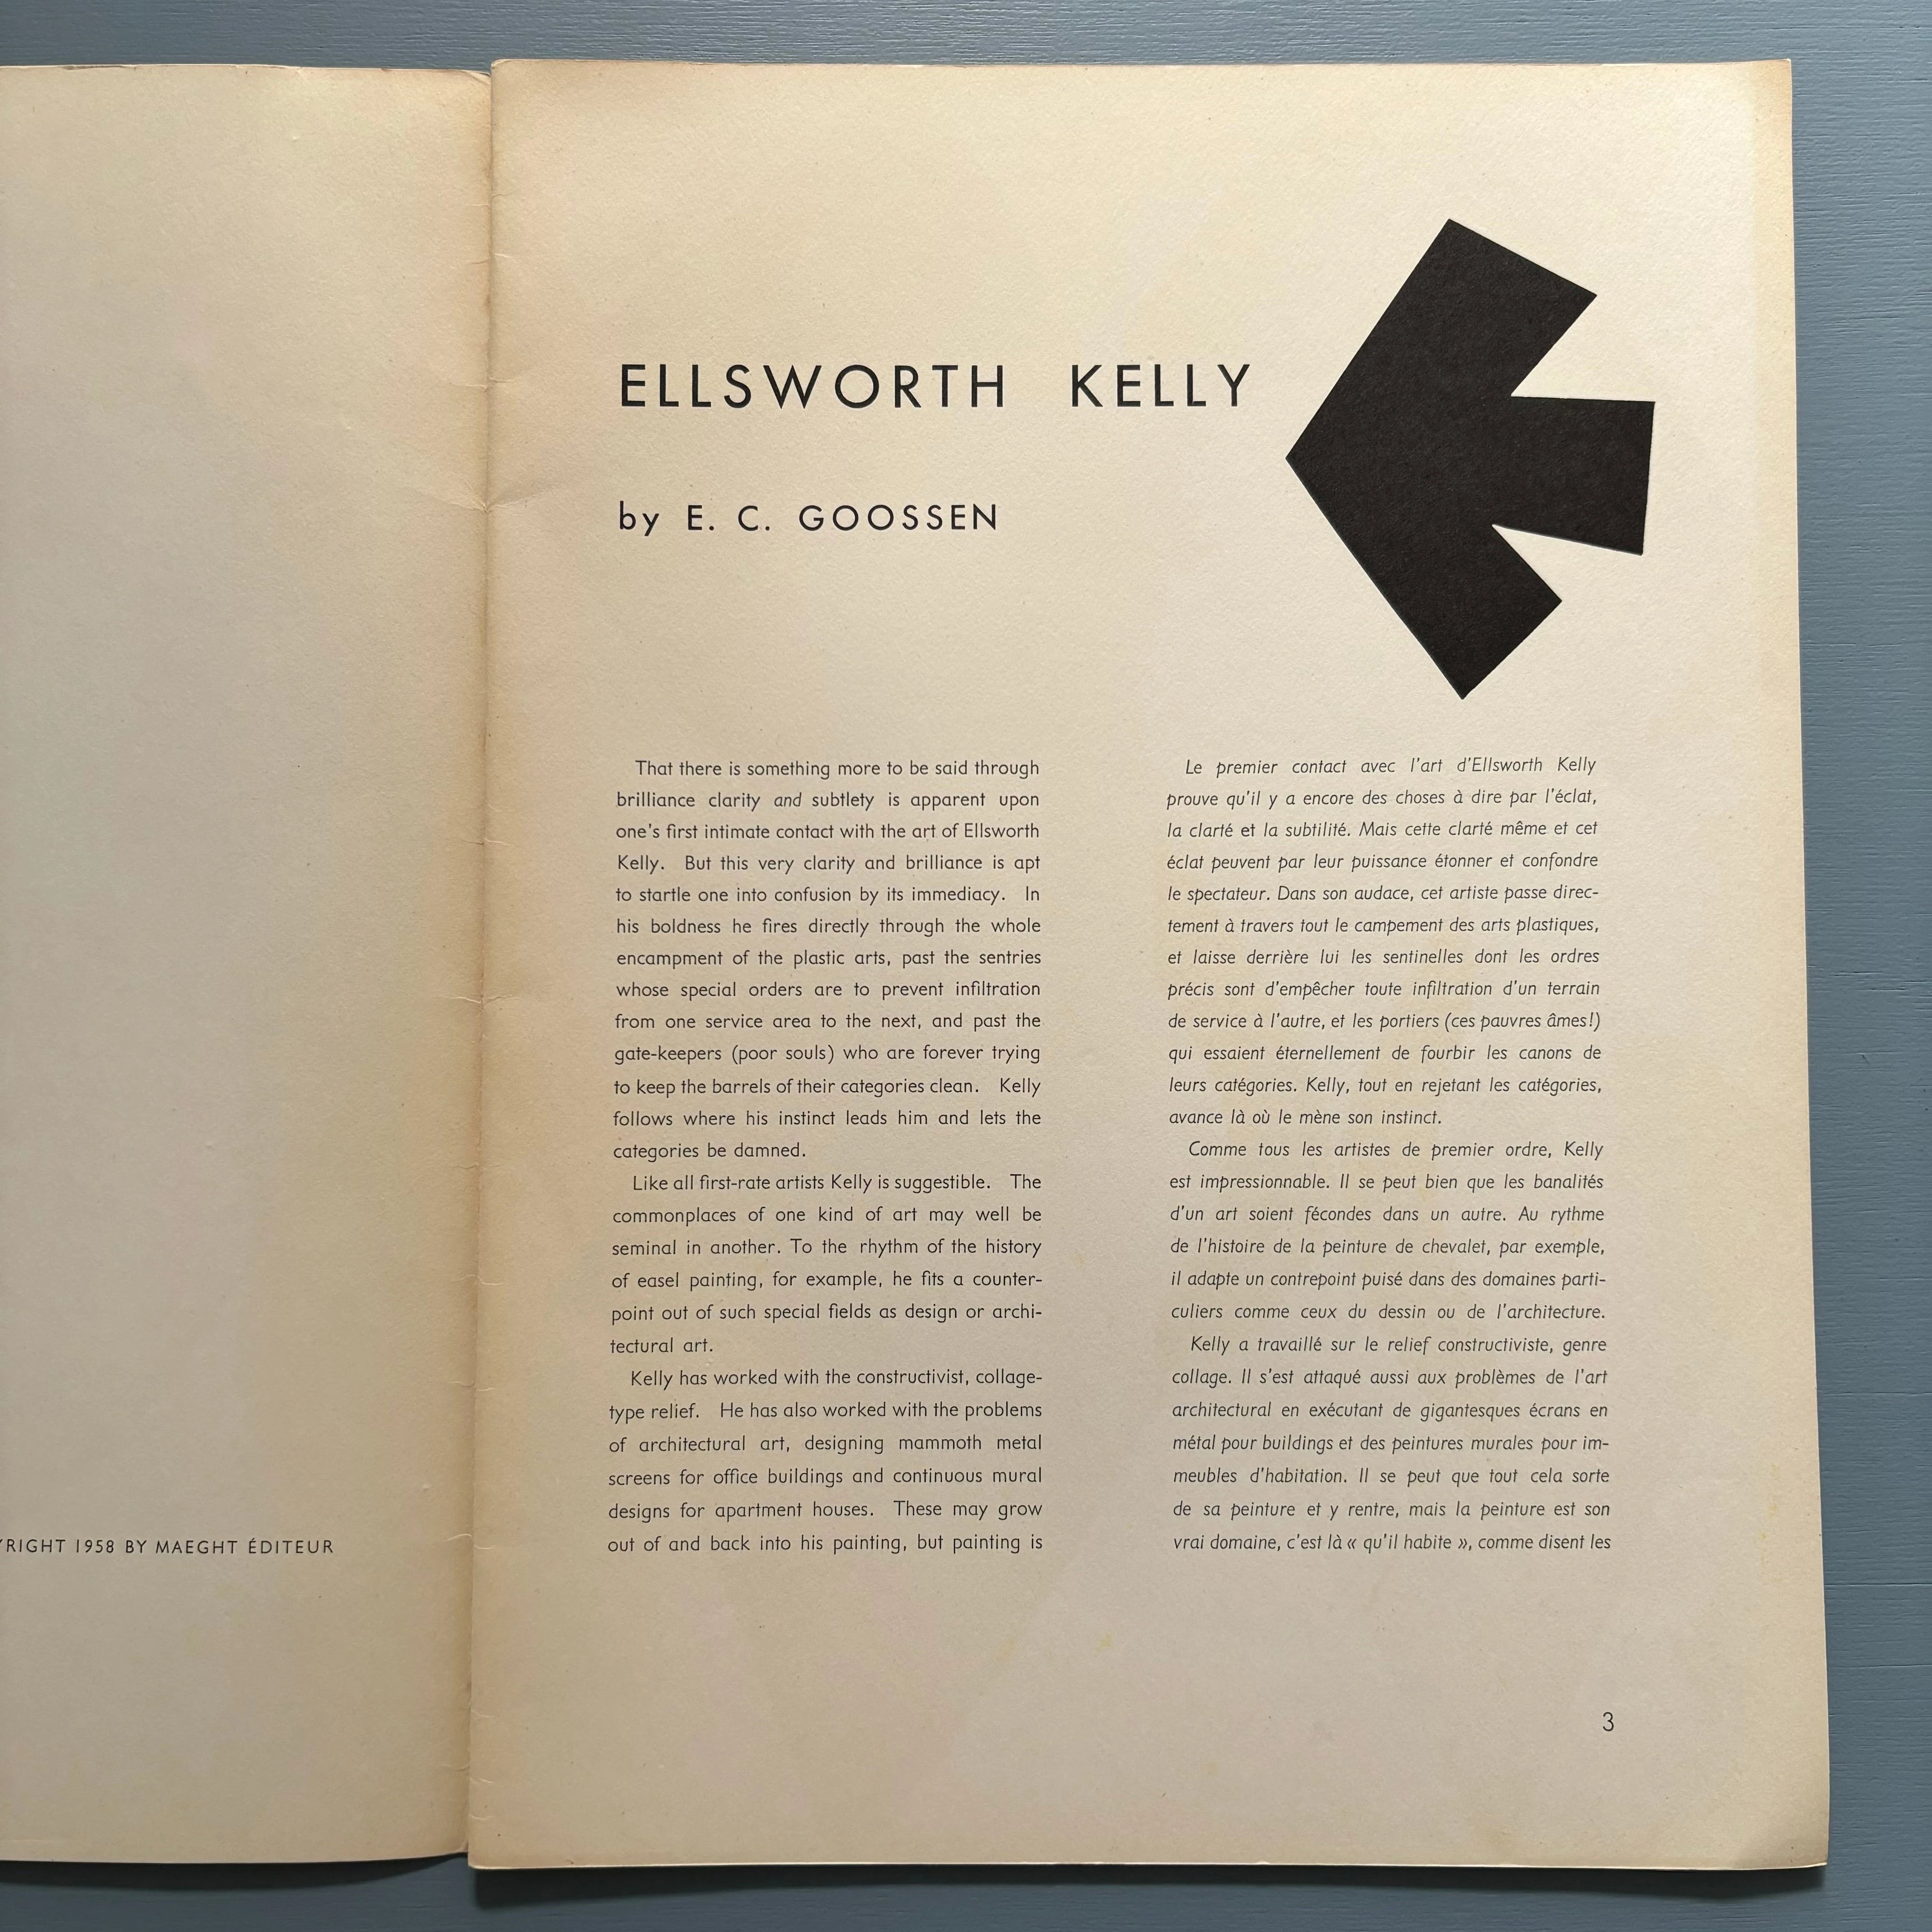 1958 BY MAEGHT ÉDITEUR
ELLSWORTH KELLY
by E. C. GOOSSEN
That there is something more to be said through
brilliance clarity and subtlety is apparent upon
one's first intimate contact with the art of Ellsworth
Kelly. But this very clarity and brilliance is apt
to startle one into confusion by its immediacy. In
his boldness he fires directly through the whole
encampment of the plastic arts, past the sentries
whose special orders are to prevent infiltration
from one service area to the next, and past the
gate-keepers (poor souls) who are forever trying
to keep the barrels of their categories clean. Kelly
follows where his instinct leads him and lets the
categories be damned.
Like all first-rate artists Kelly is suggestible. The
commonplaces of one kind of art may well be
seminal in another. To the rhythm of the history
of easel painting, for example, he fits a counter-
point out of such special fields as design or archi-
tectural art.
Kelly has worked with the constructivist, collage-
type relief. He has also worked with the problems
of architectural art, designing mammoth metal
screens for office buildings and continuous mural
designs for apartment houses. These may grow
out of and back into his painting, but painting is
Le premier contact avec l'art d'Ellsworth Kelly
prouve qu'il y a encore des choses à dire par l'éclat,
la clarté et la subtilité. Mais cette clarté même et cet
éclat peuvent par leur puissance étonner et confondre
le spectateur. Dans son audace, cet artiste passe direc-
tement à travers tout le campement des arts plastiques,
et laisse derrière lui les sentinelles dont les ordres
précis sont d'empêcher toute infiltration d'un terrain
de service à l'autre, et les portiers (ces pauvres âmes!)
qui essaient éternellement de fourbir les canons de
leurs catégories. Kelly, tout en rejetant les catégories,
avance là où le mène son instinct.
Comme tous les artistes de premier ordre, Kelly
est impressionnable. Il se peut bien que les banalités
d'un art soient fécondes dans un autre. Au rythme
de l'histoire de la peinture de chevalet, par exemple,
il adapte un contrepoint puisé dans des domaines parti-
culiers comme ceux du dessin ou de l'architecture.
Kelly a travaillé sur le relief constructiviste, genre
collage. Il s'est attaqué aussi aux problèmes de l'art
architectural en exécutant de gigantesques écrans en
métal pour buildings et des peintures murales pour im-
meubles d'habitation. Il se peut que tout cela sorte
de sa peinture et y rentre, mais la peinture est son
vrai domaine, c'est là « qu'il habite », comme disent les
3